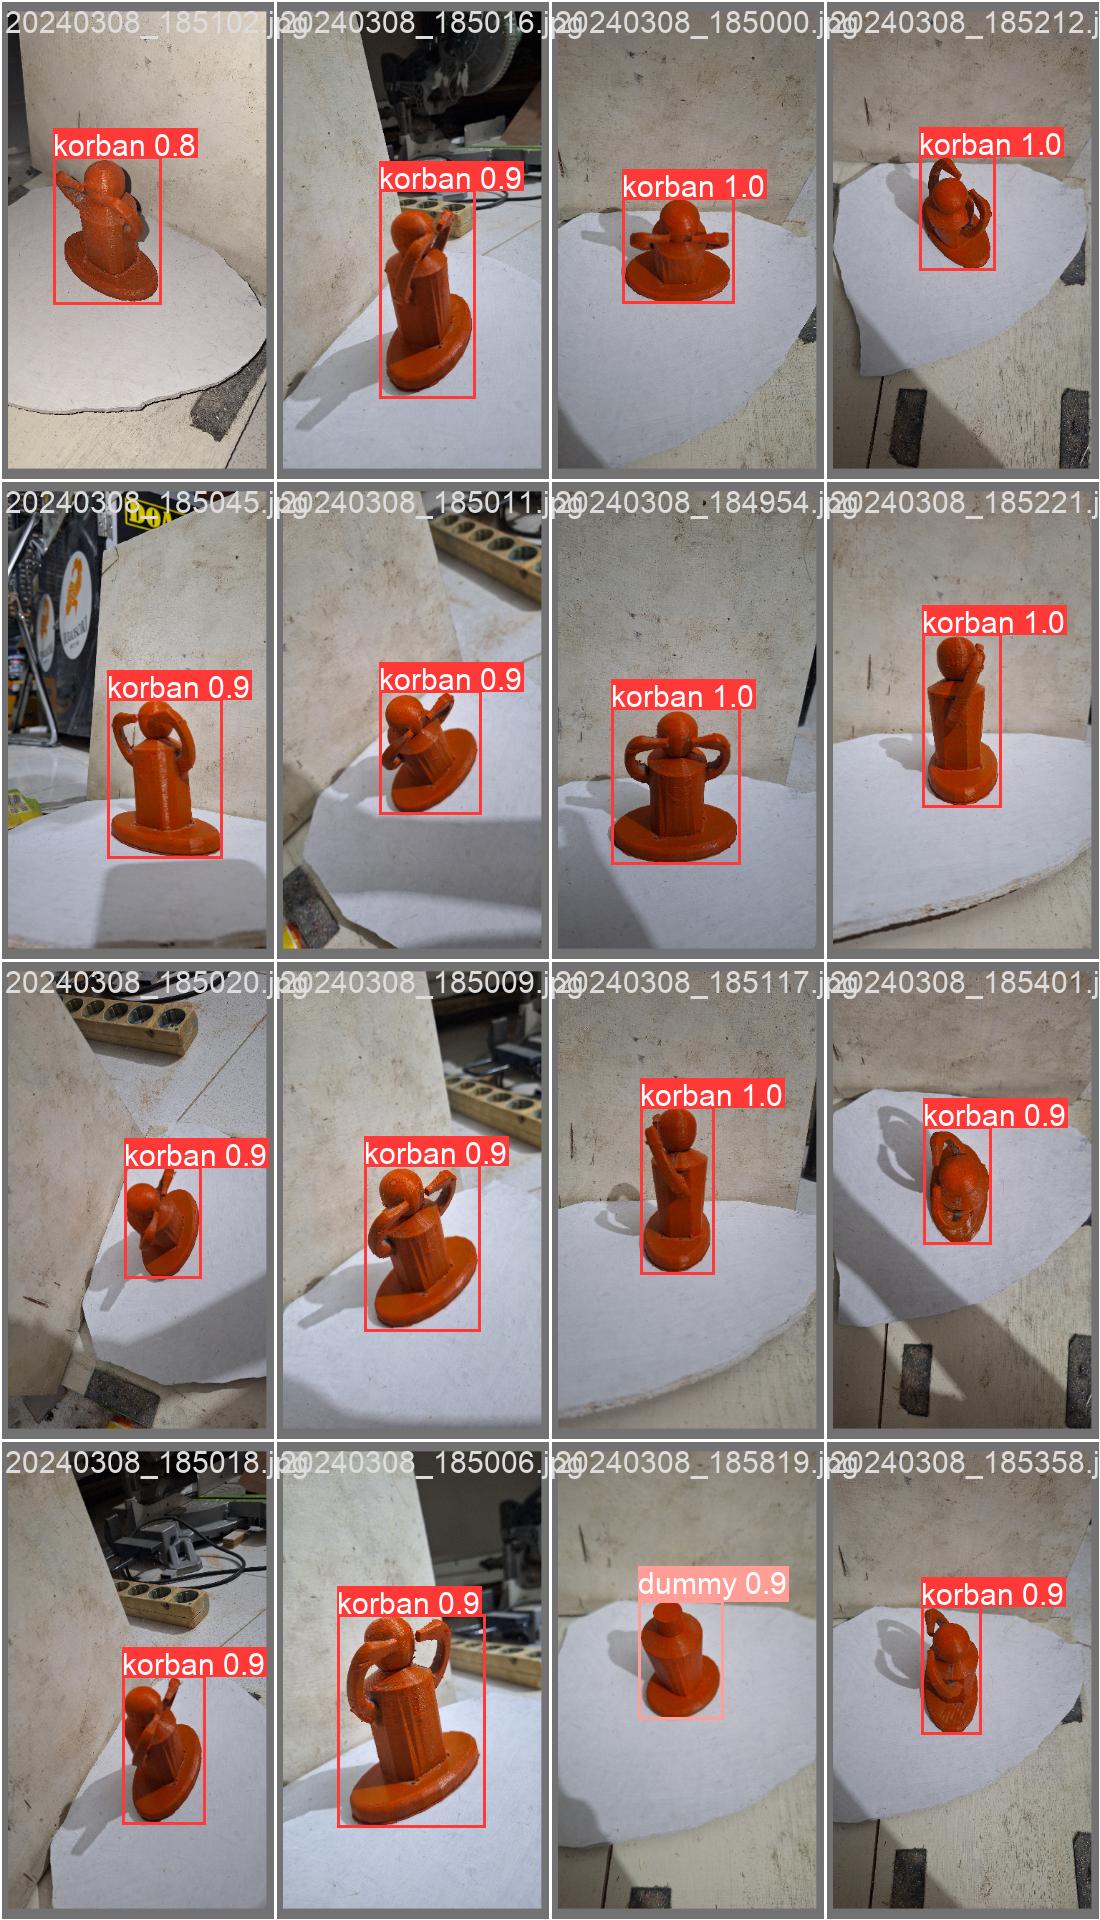 20240308_185102.jpg
20240308_185016.jpg
20240308_185000.jpg
20240308_185212.j
korban 0.8
korban 0.9
korban 1.0
korban 1.0
20240308_185045.jpg
20240308_185011.jpg
20240308_184954.jpg
20240308_185221.j
korban 0.9
korban 0.9
korban 1.0
korban 1.0
20240308_185020.jpg
20240308_185009.jpg
20240308_185117.jpg
20240308_185401.j
korban 0.9
korban 0.9
korban 1.0
korban 0.9
20240308_185018.jpg
20240308_185006.jpg
20240308_185819.jpg
20240308_185358.j
korban 0.9
korban 0.9
dummy 0.9
korban 0.9